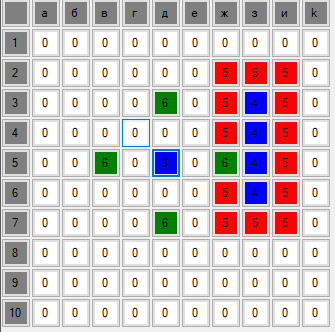 а б в г д е ж з и k
1 0 0 0 0 0 0 0 0 0 0
2 0 0 0 0 0 0 5 5 5 0
3 0 0 0 0 6 0 5 4 5 0
4 0 0 0 0 0 0 5 4 5 0
5 0 0 6 0 3 0 6 4 5 0
6 0 0 0 0 0 0 5 4 5 0
7 0 0 0 0 6 0 5 5 5 0
8 0 0 0 0 0 0 0 0 0 0
9 0 0 0 0 0 0 0 0 0 0
10 0 0 0 0 0 0 0 0 0 0